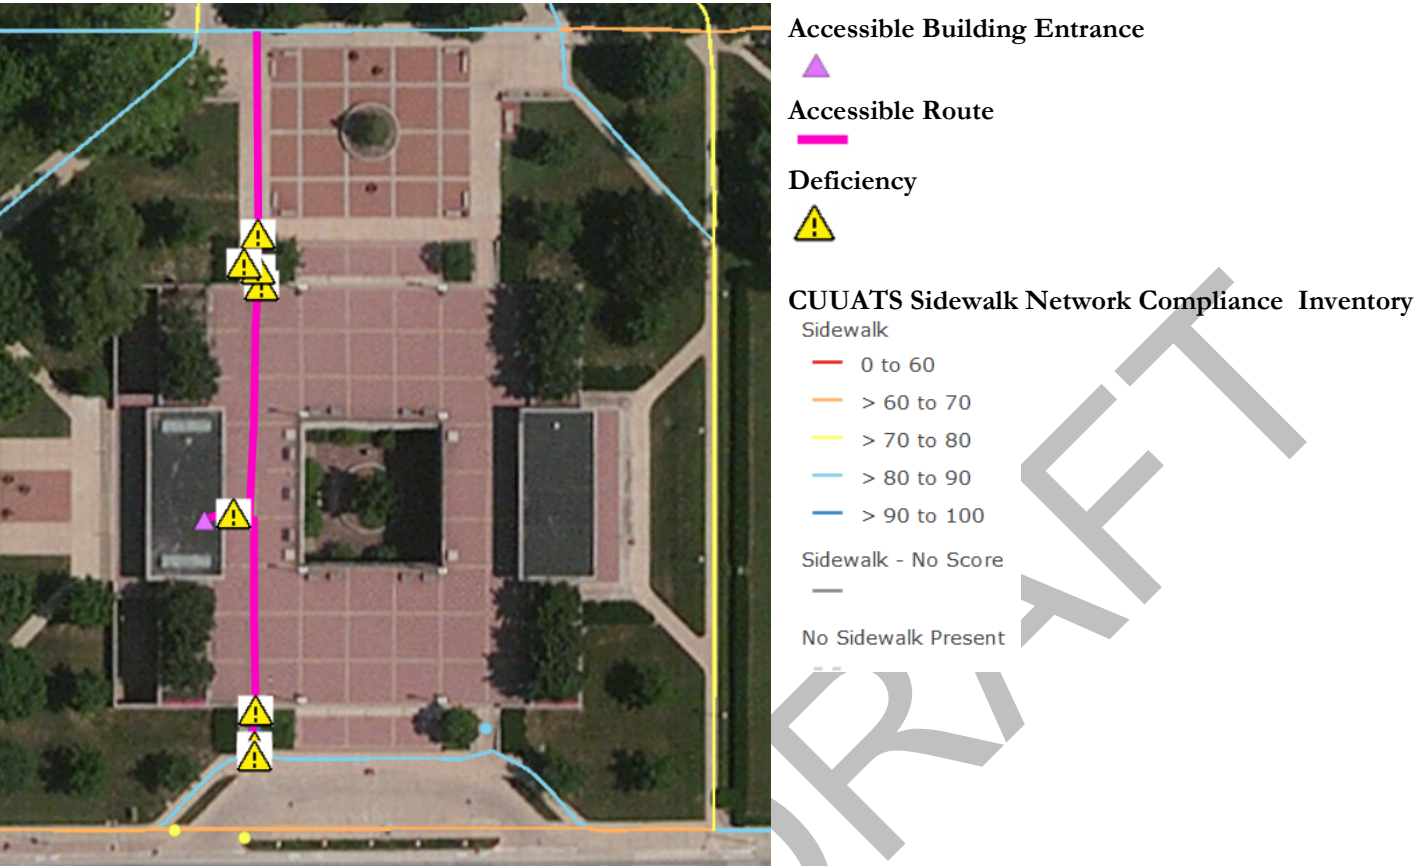 Accessible Building Entrance
Accessible Route
Deficiency
CUUATS Sidewalk Network Compliance Inventory
Sidewalk
0 to 60
> 60 to 70
> 70 to 80
> 80 to 90
> 90 to 100
Sidewalk - No Score
No Sidewalk Present
DRAFT